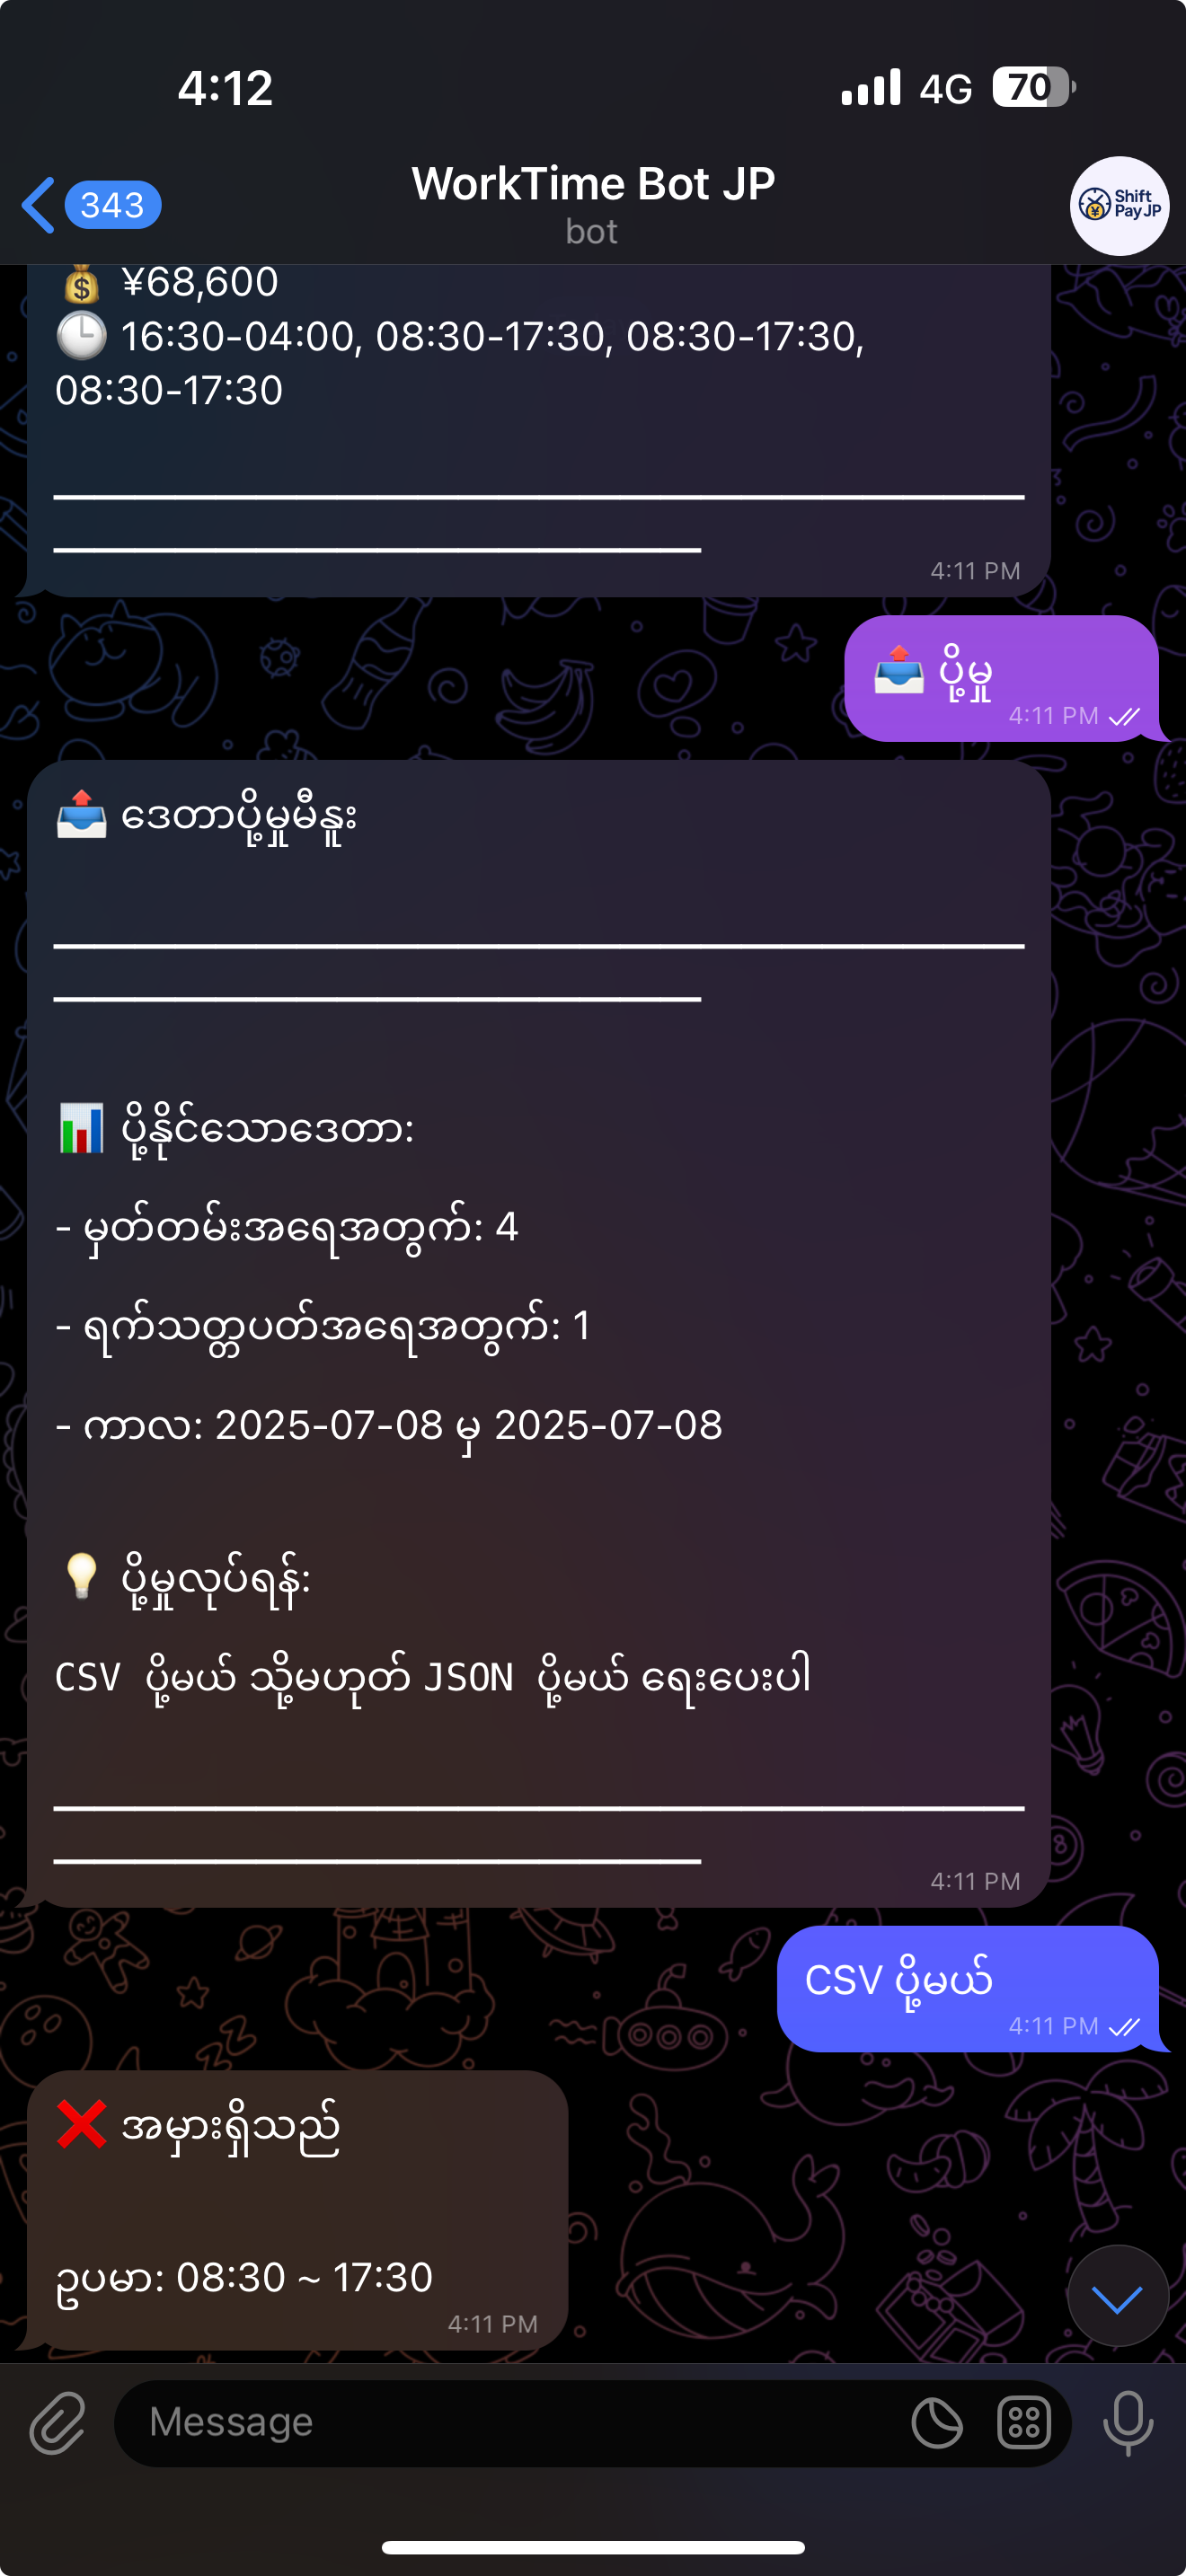 4:12
4G
70
343
WorkTime Bot JP
bot
Shift
Pay JP
¥68,600
16:30-04:00, 08:30-17:30, 08:30-17:30,
08:30-17:30
4:11 PM
ပို့မှု
4:11 PM
ဒေတာပို့မှုမီနူး
ပို့နိုင်သောဒေတာ:
- မှတ်တမ်းအရေအတွက်: 4
- ရက်သတ္တပတ်အရေအတွက်: 1
- ကာလ: 2025-07-08 မှ 2025-07-08
ပို့မှုလုပ်ရန်:
CSV ပို့မယ် သို့မဟုတ် JSON ပို့မယ် ရေးပေးပါ
4:11 PM
CSV ပို့မယ်
4:11 PM
အမှားရှိသည်
ဥပမာ: 08:30 ~ 17:30
4:11 PM
Message